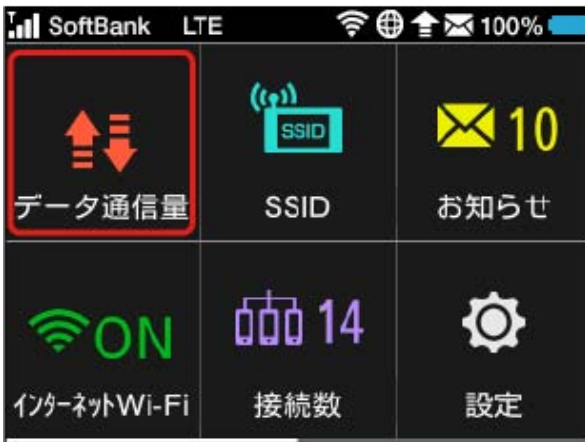 SoftBank LTE 100%
SSID 10
データ通信量 SSID お知らせ
ON 14
ｲﾝﾀｰﾈｯﾄWi-Fi 接続数 設定